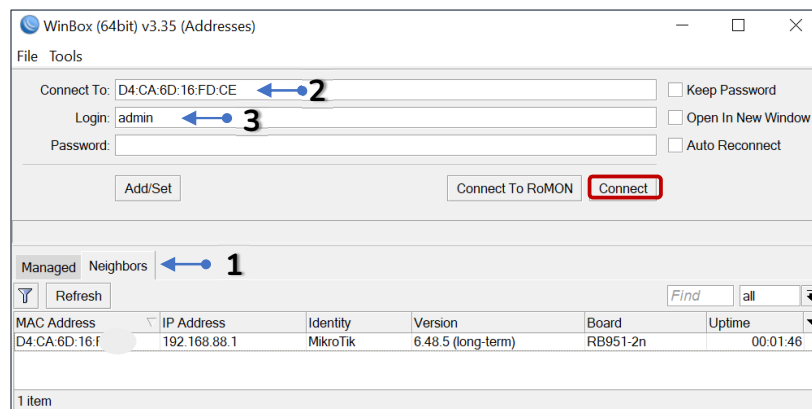 WinBox (64bit) v3.35 (Addresses)
File Tools
Connect To: D4:CA:6D:16:FD:CE 2 Keep Password
Login: admin 3 Open In New Window
Password: Auto Reconnect
Add/Set Connect To RoMON Connect
Managed Neighbors 1
Refresh Find all
MAC Address IP Address Identity Version Board Uptime
D4:CA:6D:16: 192.168.88.1 MikroTik 6.48.5 (long-term) RB951-2n 00:01:46
1 item